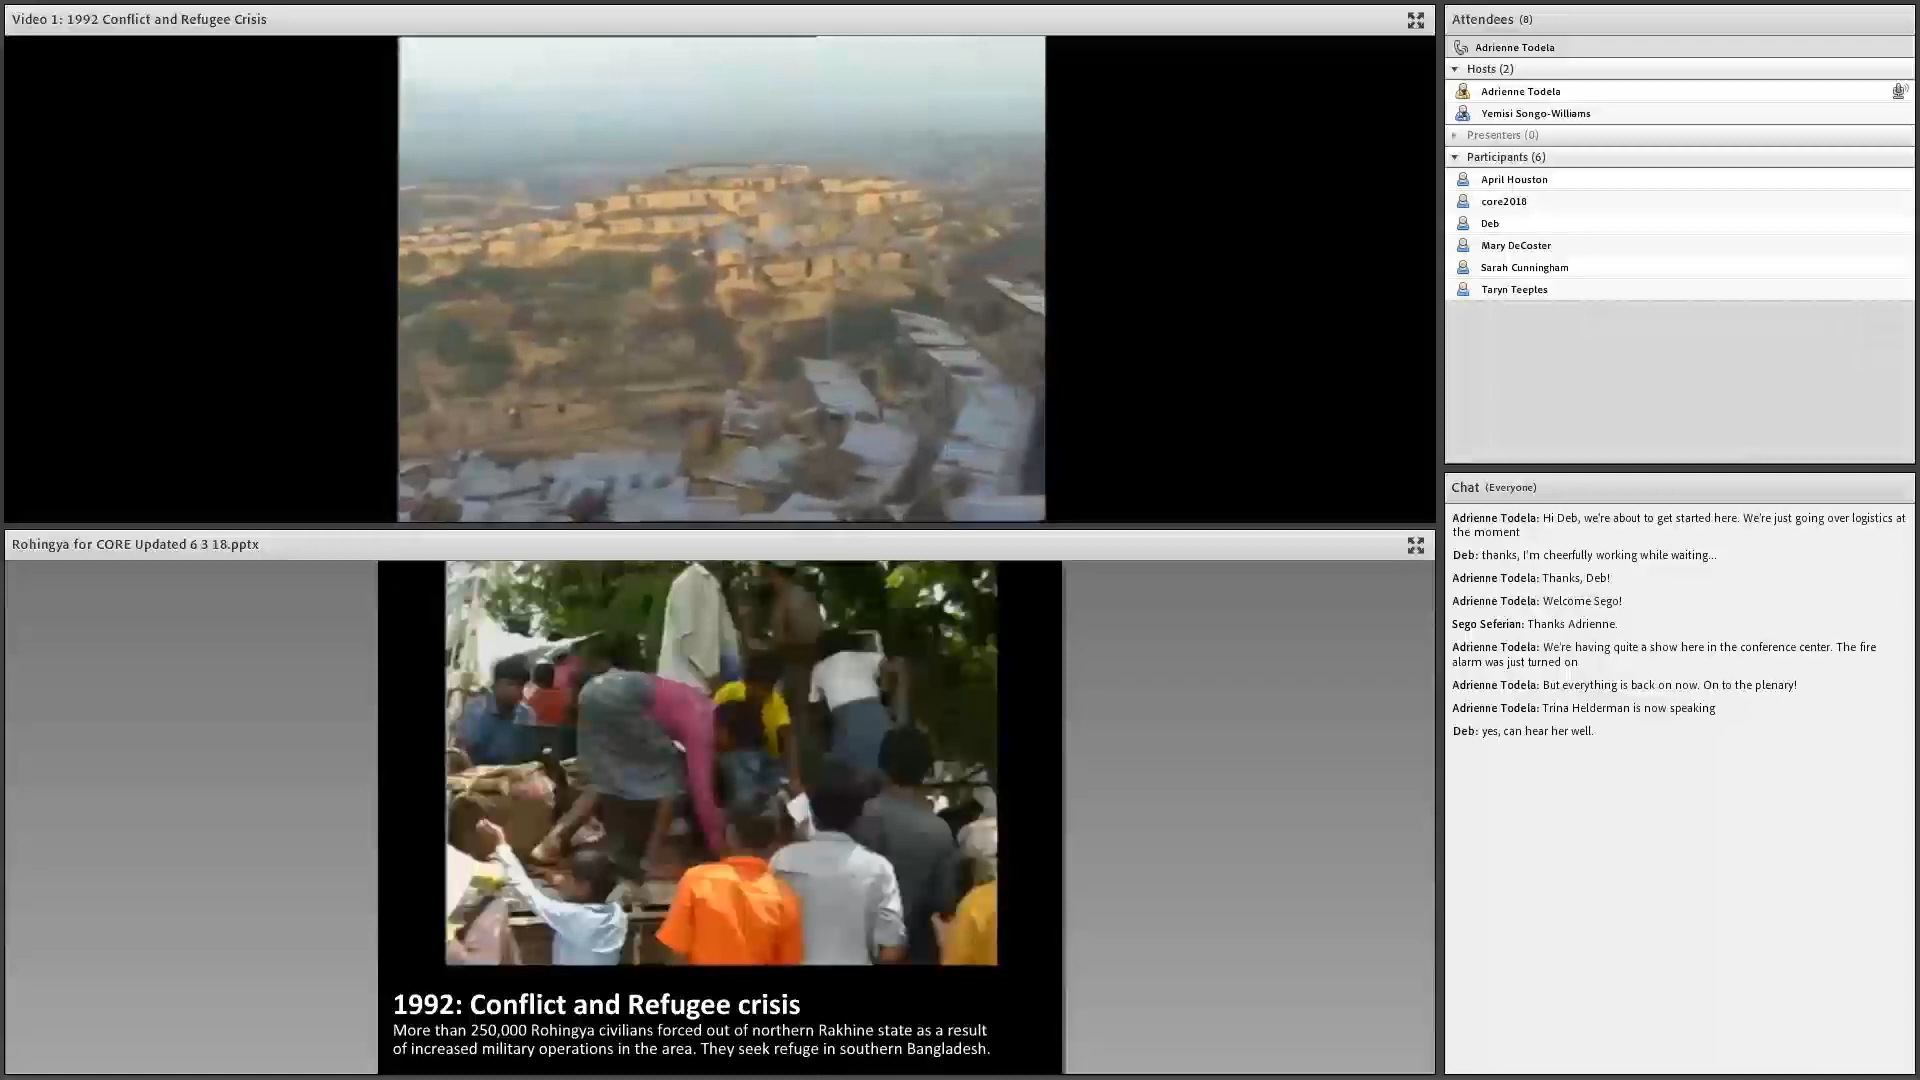 Video 1: 1992 Conflict and Refugee Crisis
Rohingya for CORE Updated 6 3 18.pptx
1992: Conflict and Refugee crisis
More than 250,000 Rohingya civilians forced out of northern Rakhine state as a result
of increased military operations in the area. They seek refuge in southern Bangladesh.
Attendees (8)
Adrienne Todela
Hosts (2)
Adrienne Todela
Yemisi Songo-Williams
Presenters (0)
Participants (6)
April Houston
core2018
Deb
Mary DeCoster
Sarah Cunningham
Taryn Teeples
Chat (Everyone)
Adrienne Todela: Hi Deb, we're about to get started here. We're just going over logistics at
the moment
Deb: thanks, I'm cheerfully working while waiting...
Adrienne Todela: Thanks, Deb!
Adrienne Todela: Welcome Sego!
Sego Seferian: Thanks Adrienne.
Adrienne Todela: We're having quite a show here in the conference center. The fire
alarm was just turned on
Adrienne Todela: But everything is back on now. On to the plenary!
Adrienne Todela: Trina Helderman is now speaking
Deb: yes, can hear her well.